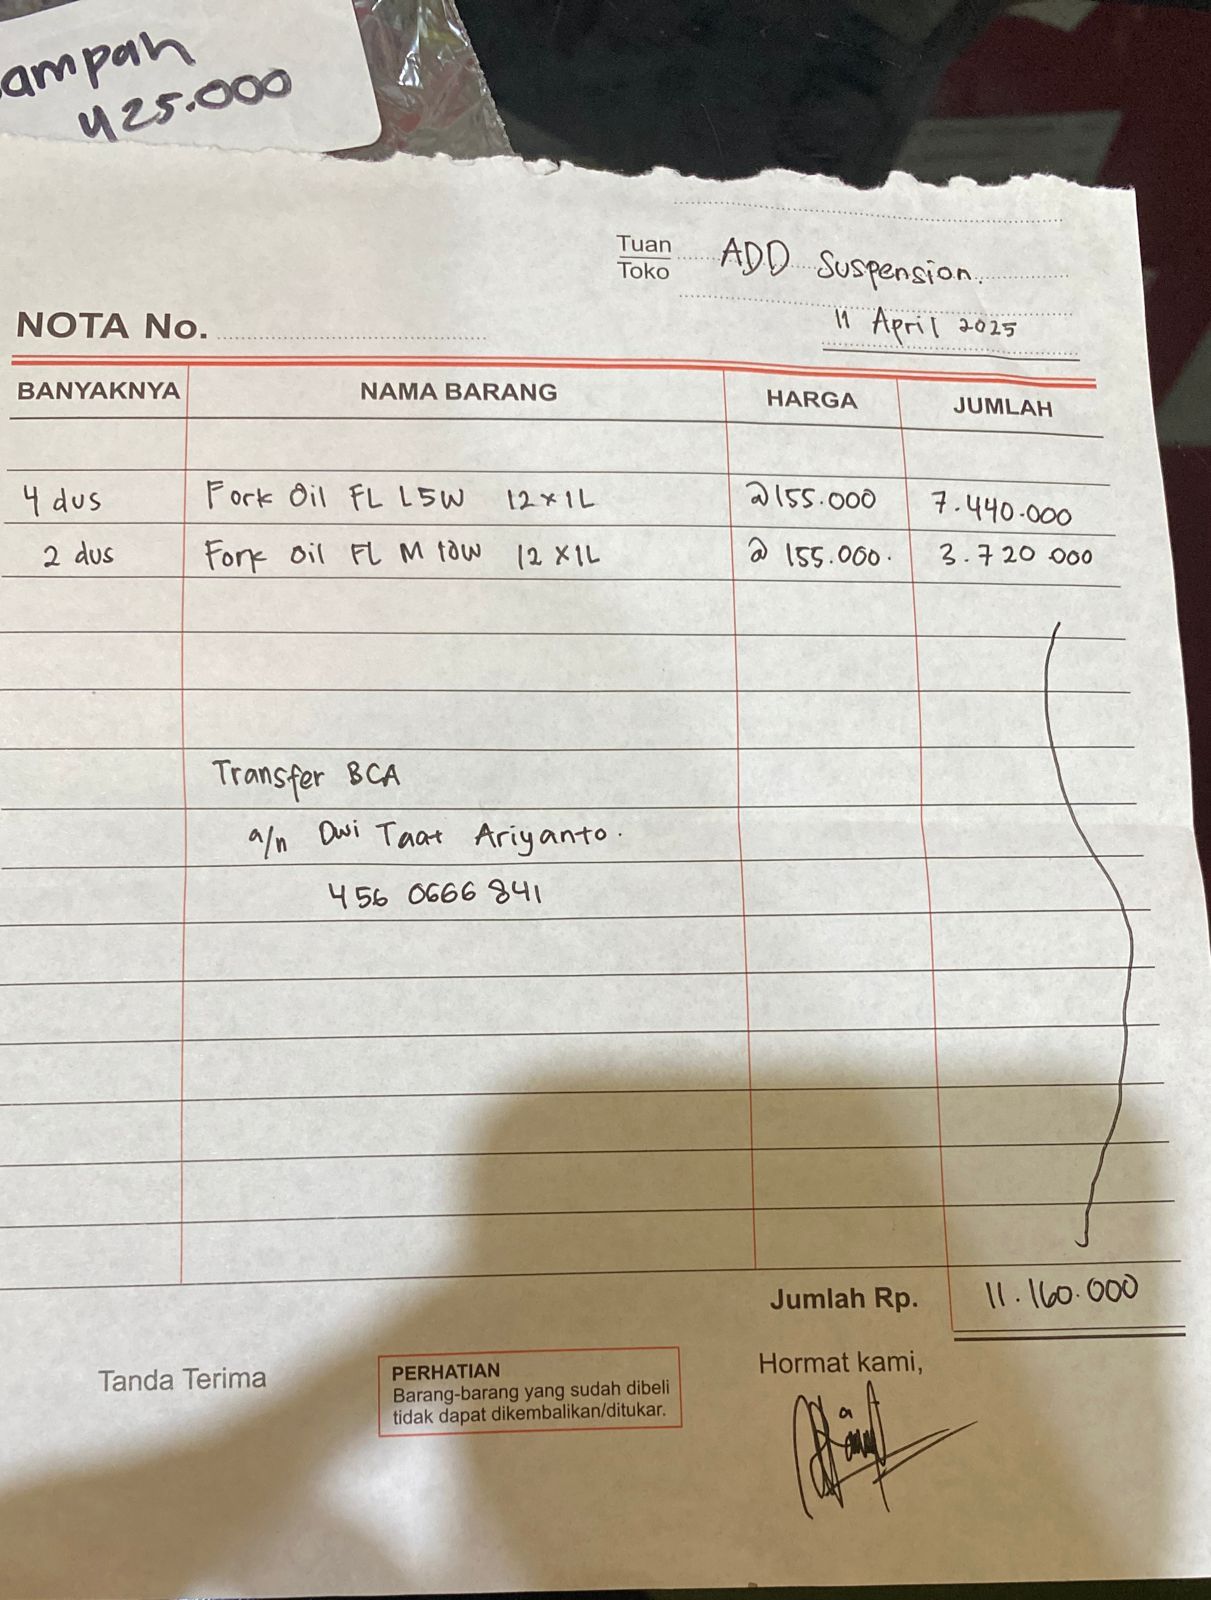 ampah
425.000
Tuan
Toko
ADD Suspension.
11 April 2025
NOTA No.
BANYAKNYA NAMA BARANG HARGA JUMLAH
4 dus Fork Oil FL L5W 12x1L @155.000 7.440.000
2 dus Fork Oil FL M 10W 12x1L @ 155.000. 3.720 000
Transfer BCA
a/n Dwi Taat Ariyanto.
456 0666 841
Jumlah Rp. 11.160.000
Tanda Terima
PERHATIAN
Barang-barang yang sudah dibeli
tidak dapat dikembalikan/ditukar.
Hormat kami,